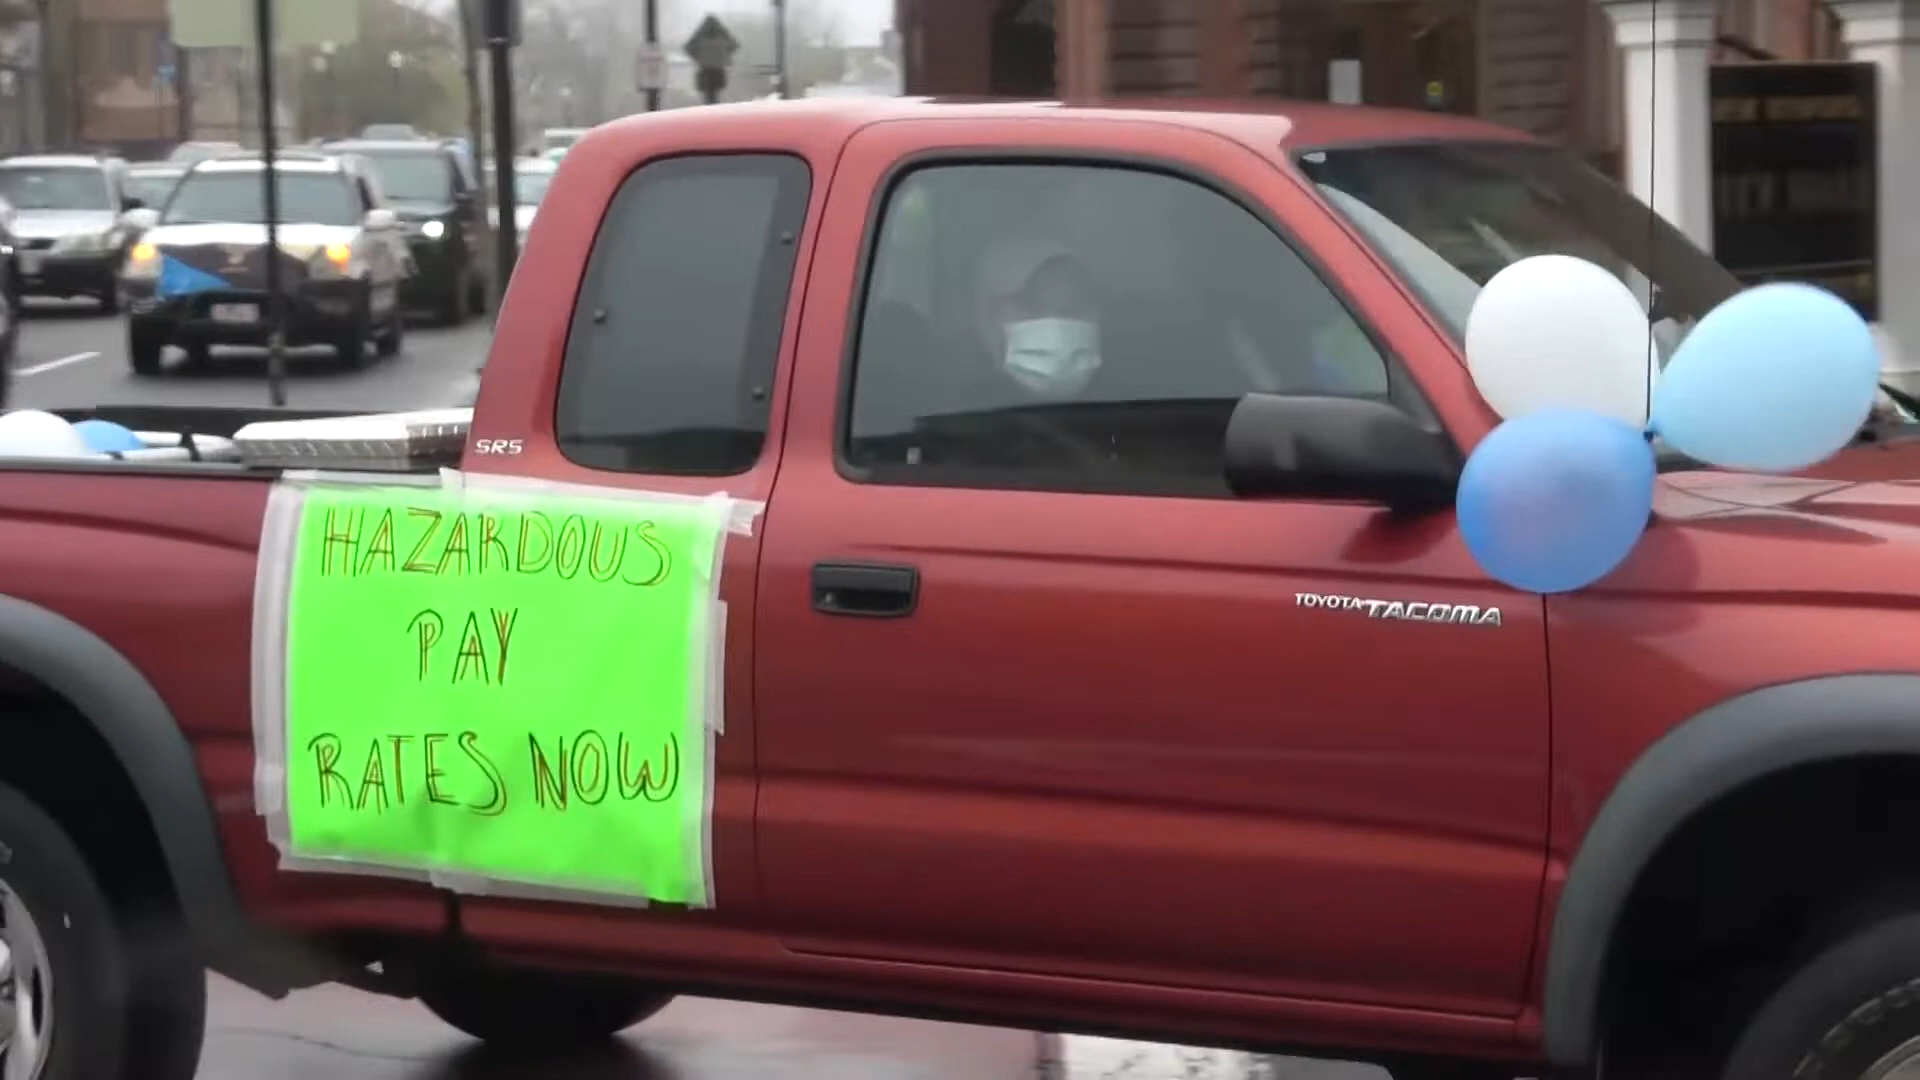 SR5
HAZARDOUS
PAY
RATES NOW
TOYOTA TACOMA